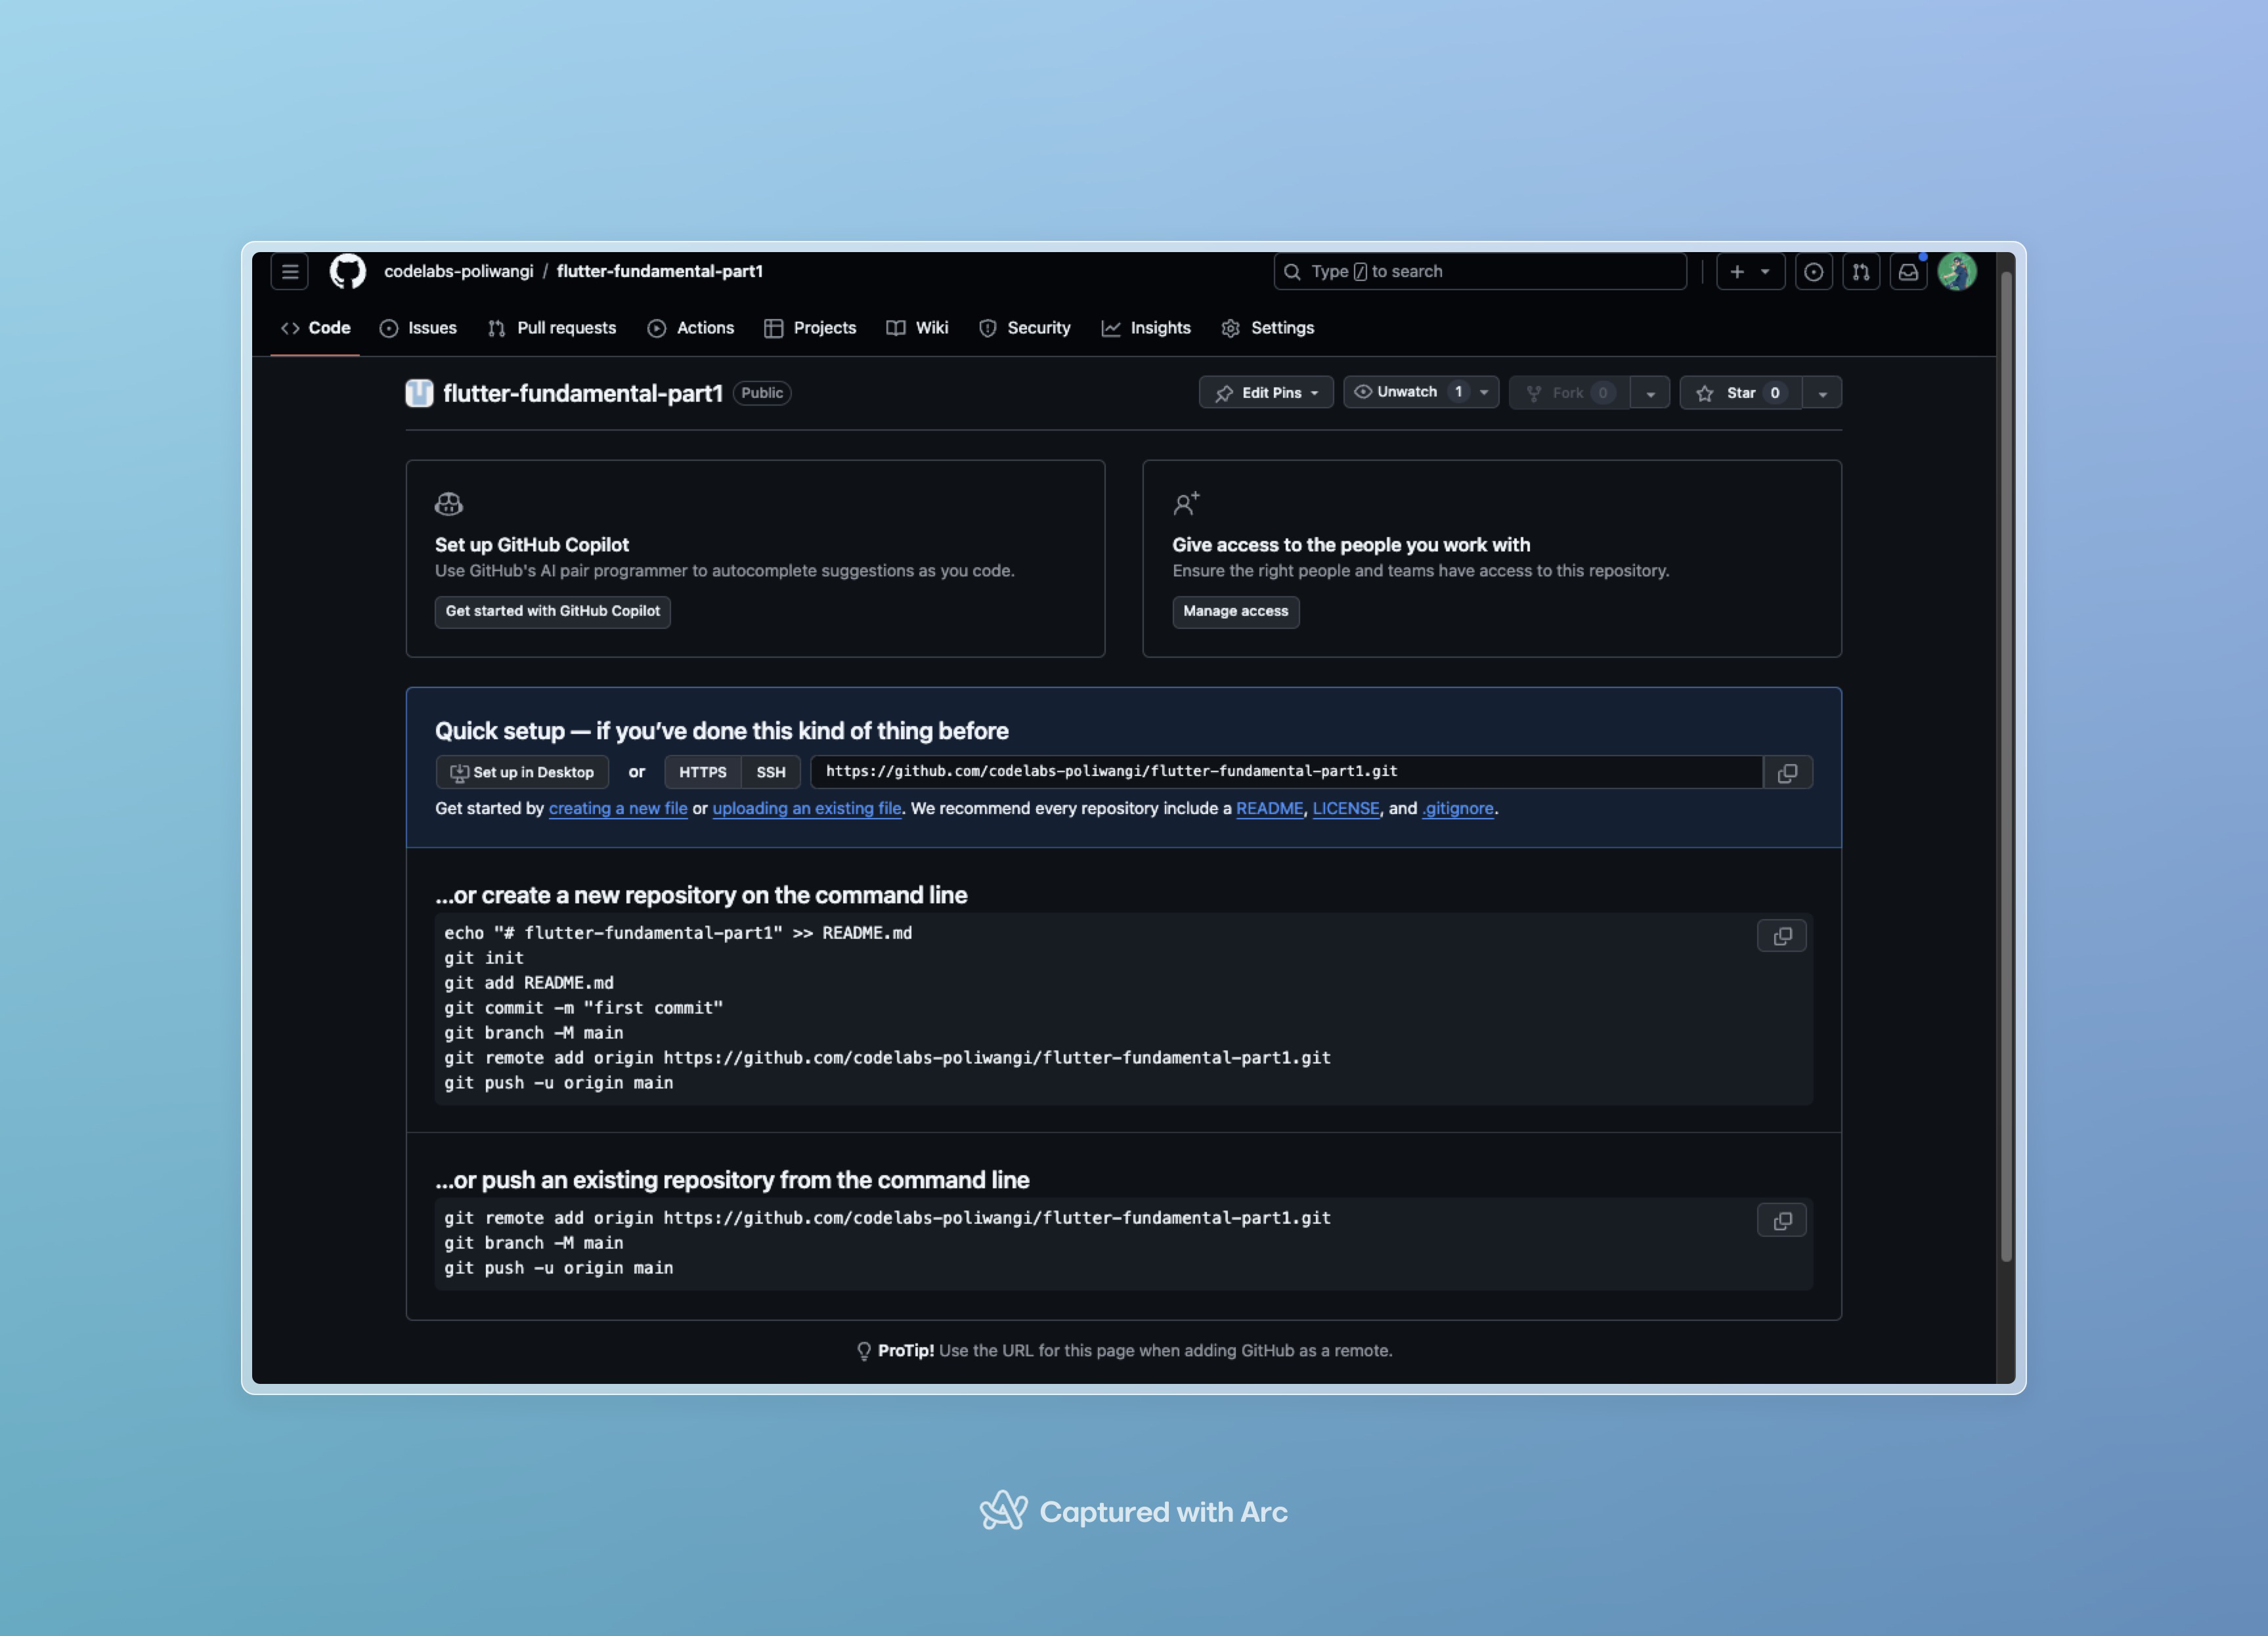 codelabs-poliwangi / flutter-fundamental-part1
Type / to search
Code Issues Pull requests Actions Projects Wiki Security Insights Settings
flutter-fundamental-part1 Public
Edit Pins Unwatch 1 Fork 0 Star 0
Set up GitHub Copilot
Use GitHub's AI pair programmer to autocomplete suggestions as you code.
Get started with GitHub Copilot
Give access to the people you work with
Ensure the right people and teams have access to this repository.
Manage access
Quick setup — if you’ve done this kind of thing before
Set up in Desktop or HTTPS SSH https://github.com/codelabs-poliwangi/flutter-fundamental-part1.git
Get started by creating a new file or uploading an existing file. We recommend every repository include a README, LICENSE, and .gitignore.
...or create a new repository on the command line
echo "# flutter-fundamental-part1" >> README.md
git init
git add README.md
git commit -m "first commit"
git branch -M main
git remote add origin https://github.com/codelabs-poliwangi/flutter-fundamental-part1.git
git push -u origin main
...or push an existing repository from the command line
git remote add origin https://github.com/codelabs-poliwangi/flutter-fundamental-part1.git
git branch -M main
git push -u origin main
ProTip! Use the URL for this page when adding GitHub as a remote.
Captured with Arc